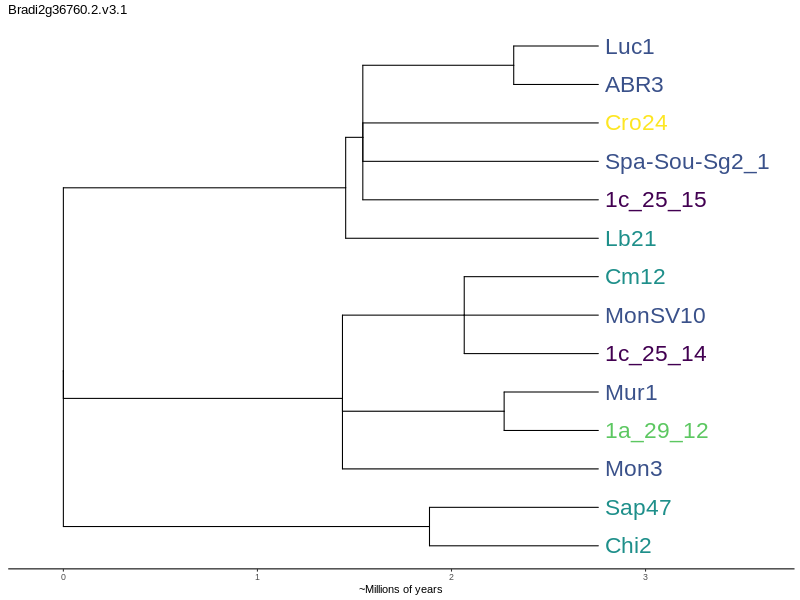 Bradi2g36760.2.v3.1
Luc1
ABR3
Cro24
Spa-Sou-Sg2_1
1c_25_15
Lb21
Cm12
MonSV10
1c_25_14
Mur1
1a_29_12
Mon3
Sap47
Chi2
0 1 2 3
~Millions of years